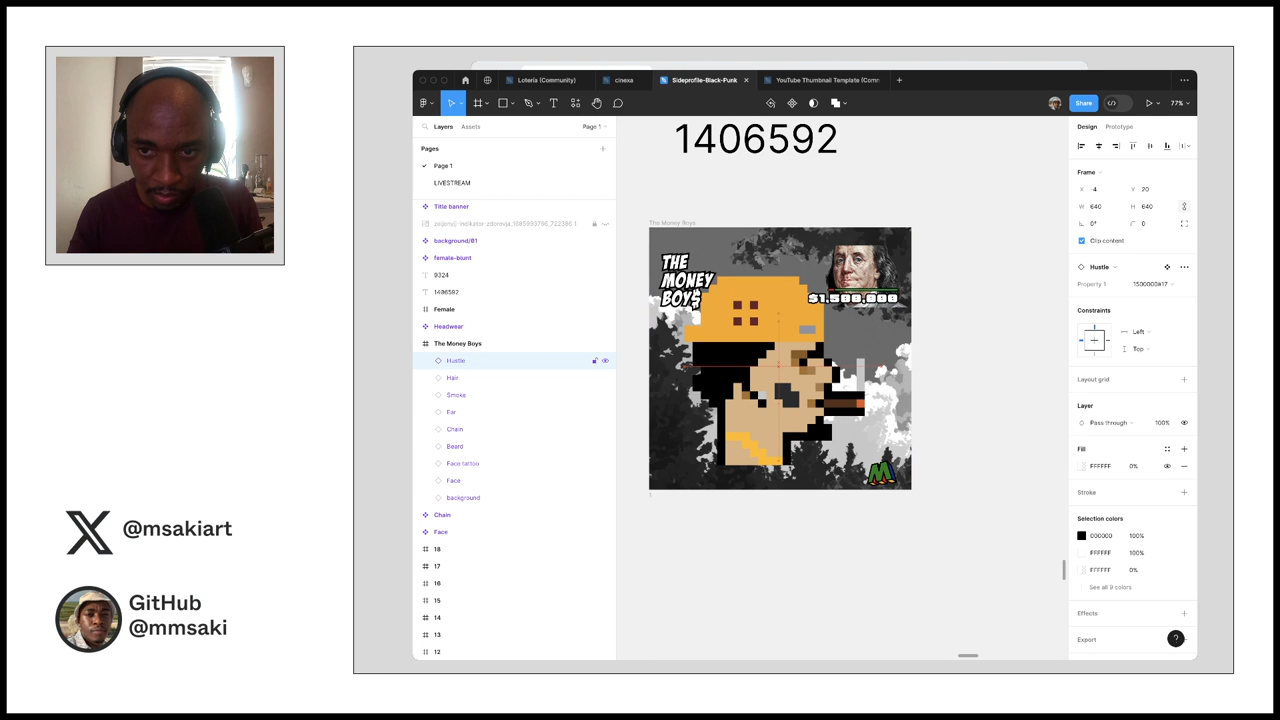 Lotería (Community)
cinexa
Sideprofile-Black-Punk
YouTube Thumbnail Template (Comm
Share
77%
Layers
Assets
Page 1
Pages
Page 1
LIVESTREAM
Title banner
background/01
female-blunt
9324
1406592
Female
Headwear
The Money Boys
Hustle
Hair
Smoke
Ear
Chain
Beard
Face tattoo
Face
background
Chain
Face
18
17
16
15
14
13
12
1406592
The Money Boys
THE
MONEY
BOYS
$1,500,000
M
1
Design
Prototype
Frame
X -4
Y 20
W 640
H 640
0°
0
Clip content
Hustle
Property 1
Constraints
Left
Top
Layout grid
Layer
Pass through
100%
Fill
FFFFFF
0%
Stroke
Selection colors
000000
100%
FFFFFF
100%
FFFFFF
0%
See all 9 colors
Effects
Export
?
@msakiart
GitHub
@mmsaki